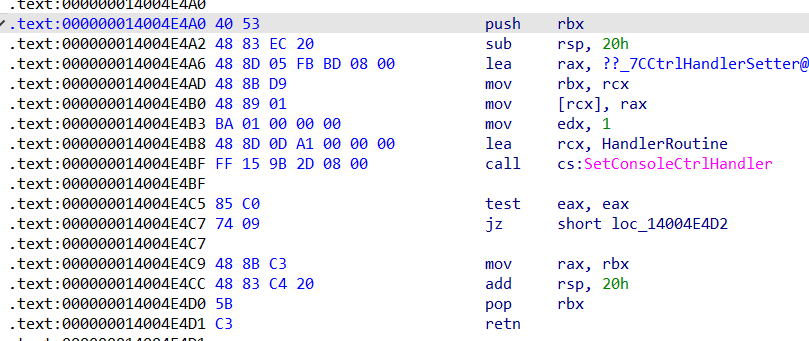 .text:000000014004E4A0
.text:000000014004E4A0 40 53 push rbx
.text:000000014004E4A2 48 83 EC 20 sub rsp, 20h
.text:000000014004E4A6 48 8D 05 FB BD 08 00 lea rax, ??_7CCtrlHandlerSetter@
.text:000000014004E4AD 48 8B D9 mov rbx, rcx
.text:000000014004E4B0 48 89 01 mov [rcx], rax
.text:000000014004E4B3 BA 01 00 00 00 mov edx, 1
.text:000000014004E4B8 48 8D 0D A1 00 00 00 lea rcx, HandlerRoutine
.text:000000014004E4BF FF 15 9B 2D 08 00 call cs:SetConsoleCtrlHandler
.text:000000014004E4BF
.text:000000014004E4C5 85 C0 test eax, eax
.text:000000014004E4C7 74 09 jz short loc_14004E4D2
.text:000000014004E4C7
.text:000000014004E4C9 48 8B C3 mov rax, rbx
.text:000000014004E4CC 48 83 C4 20 add rsp, 20h
.text:000000014004E4D0 5B pop rbx
.text:000000014004E4D1 C3 retn
.text:000000014004E4D1